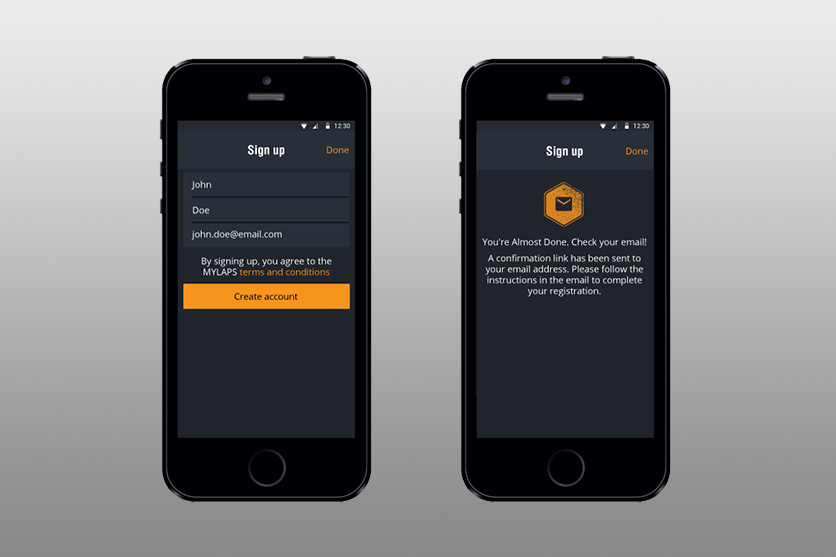 12:30
Sign up
Done
John
Doe
john.doe@email.com
By signing up, you agree to the
MYLAPS terms and conditions
Create account
12:30
Sign up
Done
You're Almost Done. Check your email!
A confirmation link has been sent to
your email address. Please follow the
instructions in the email to complete
your registration.